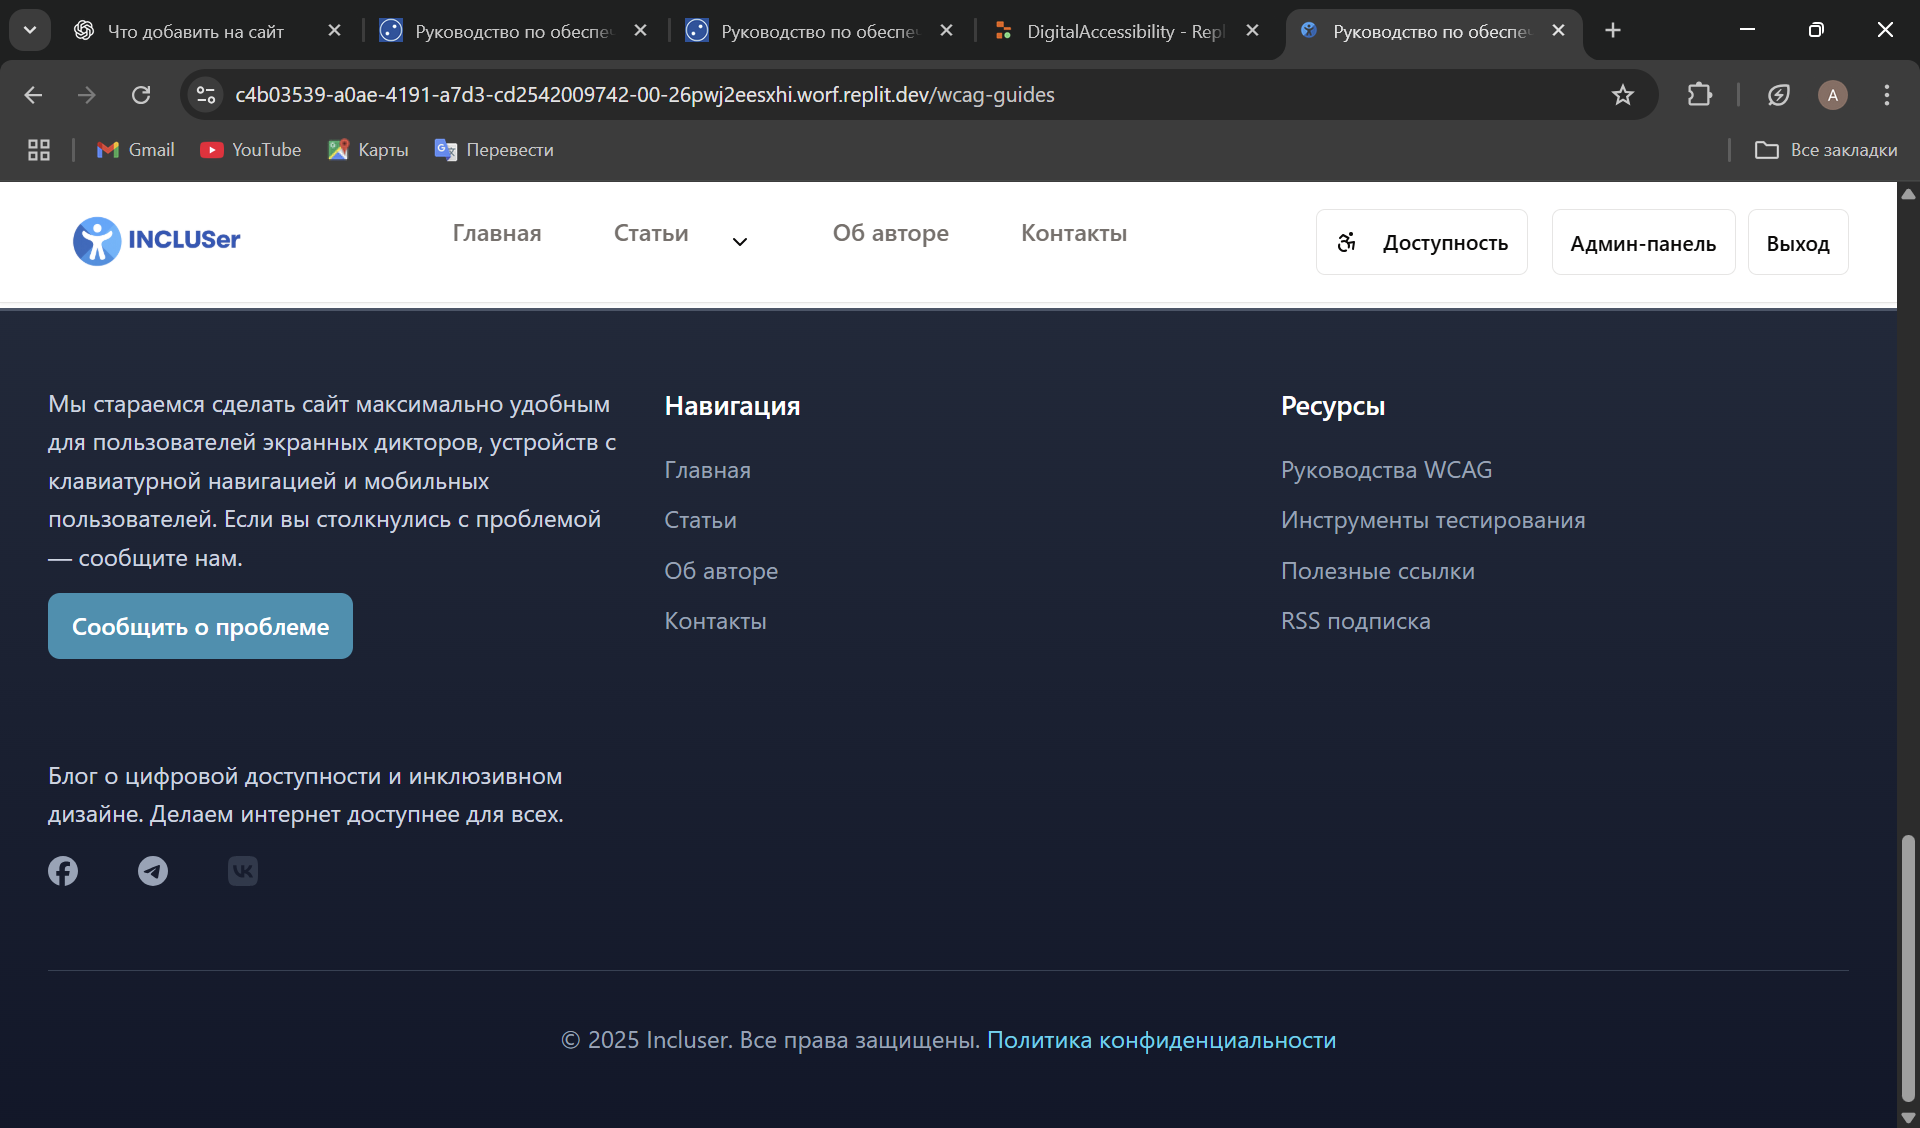 Что добавить на сайт
Руководство по обеспе
Руководство по обеспе
DigitalAccessibility - Repl
Руководство по обеспе
c4b03539-a0ae-4191-a7d3-cd2542009742-00-26pwj2eesxhi.worf.replit.dev/wcag-guides
A
Gmail
YouTube
Карты
Перевести
Все закладки
INCLUSer
Главная
Статьи
Об авторе
Контакты
Доступность
Админ-панель
Выход
Мы стараемся сделать сайт максимально удобным
для пользователей экранных дикторов, устройств с
клавиатурной навигацией и мобильных
пользователей. Если вы столкнулись с проблемой
— сообщите нам.
Сообщить о проблеме
Навигация
Главная
Статьи
Об авторе
Контакты
Ресурсы
Руководства WCAG
Инструменты тестирования
Полезные ссылки
RSS подписка
Блог о цифровой доступности и инклюзивном
дизайне. Делаем интернет доступнее для всех.
© 2025 Incluser. Все права защищены. Политика конфиденциальности